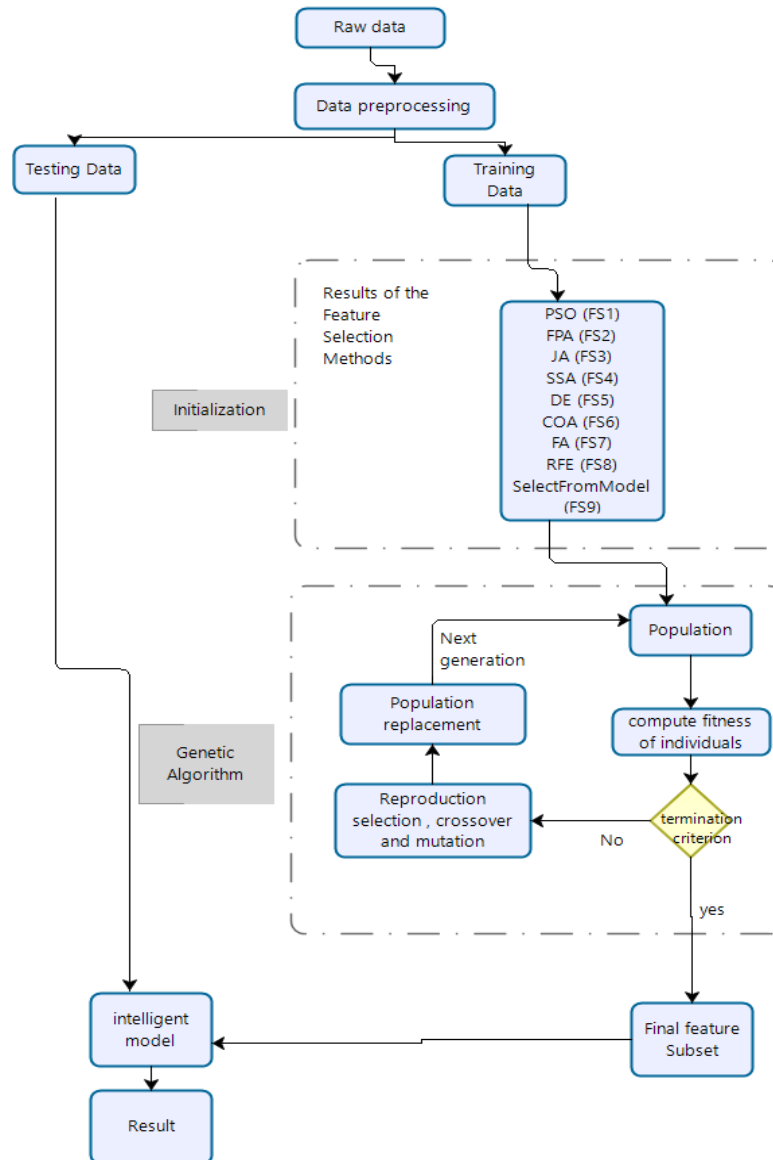 Raw data
Data preprocessing
Testing Data
Training
Data
Results of the
Feature
Selection
Methods
PSO (FS1)
FPA (FS2)
JA (FS3)
SSA (FS4)
DE (FS5)
COA (FS6)
FA (FS7)
RFE (FS8)
SelectFromModel
(FS9)
Initialization
Population
Next
generation
Population
replacement
compute fitness
of individuals
Genetic
Algorithm
Reproduction
selection , crossover
and mutation
No
termination
criterion
yes
intelligent
model
Final feature
Subset
Result